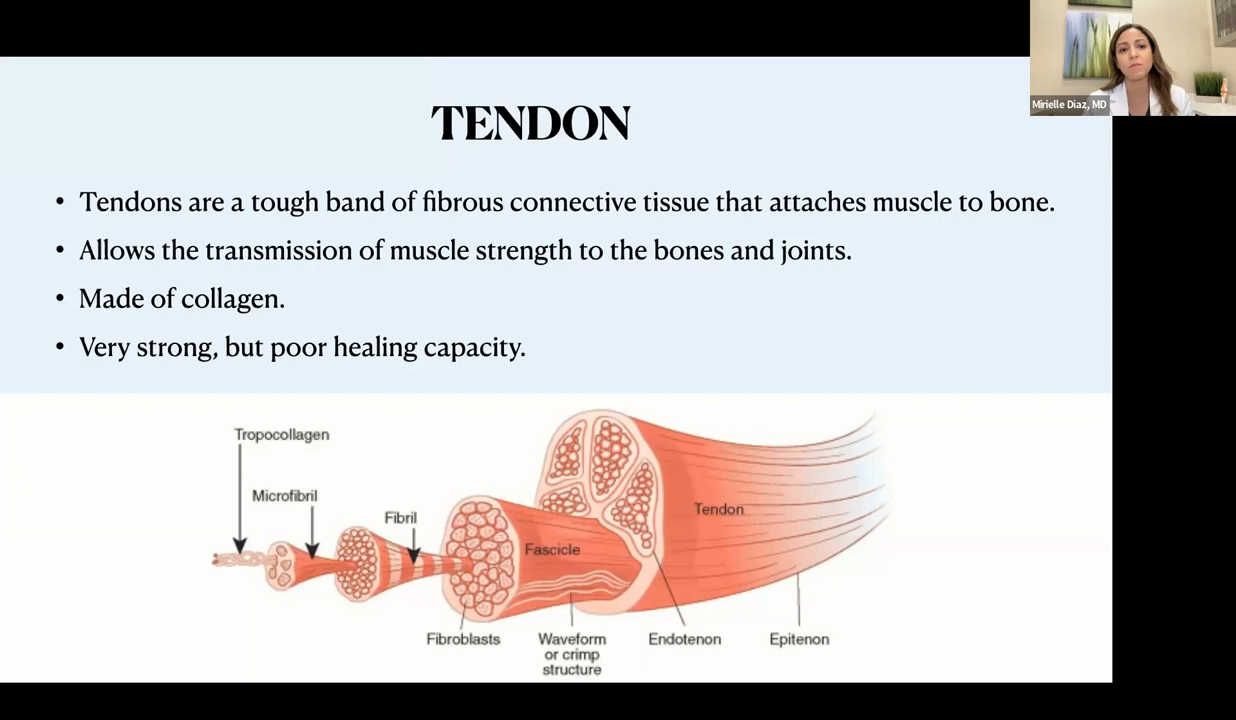 Mirielle Diaz, MD
TENDON
• Tendons are a tough band of fibrous connective tissue that attaches muscle to bone.
• Allows the transmission of muscle strength to the bones and joints.
• Made of collagen.
• Very strong, but poor healing capacity.
Tropocollagen
Microfibril
Fibril
Fascicle
Tendon
Fibroblasts
Waveform
or crimp
structure
Endotenon
Epitenon